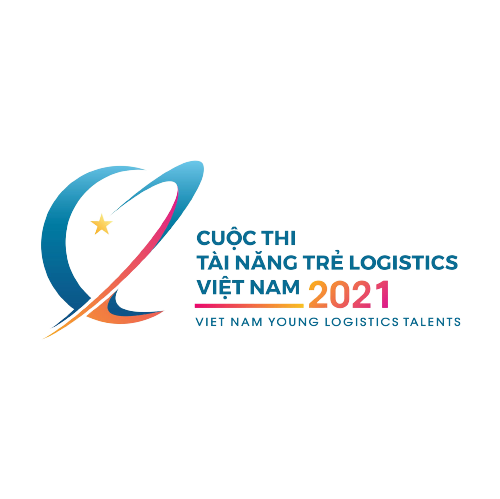 CUỘC THI
TÀI NĂNG TRẺ LOGISTICS
VIỆT NAM 2021
VIET NAM YOUNG LOGISTICS TALENTS